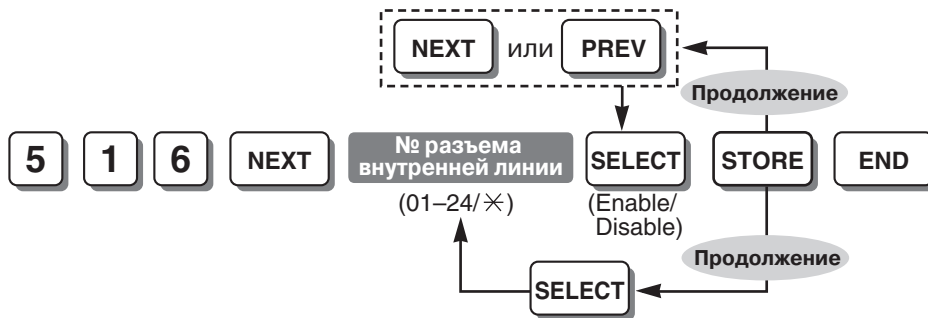 NEXT или PREV
Продолжение
5 1 6 NEXT № разъема внутренней линии SELECT STORE END
(01–24/✳)
(Enable/
Disable)
Продолжение
SELECT